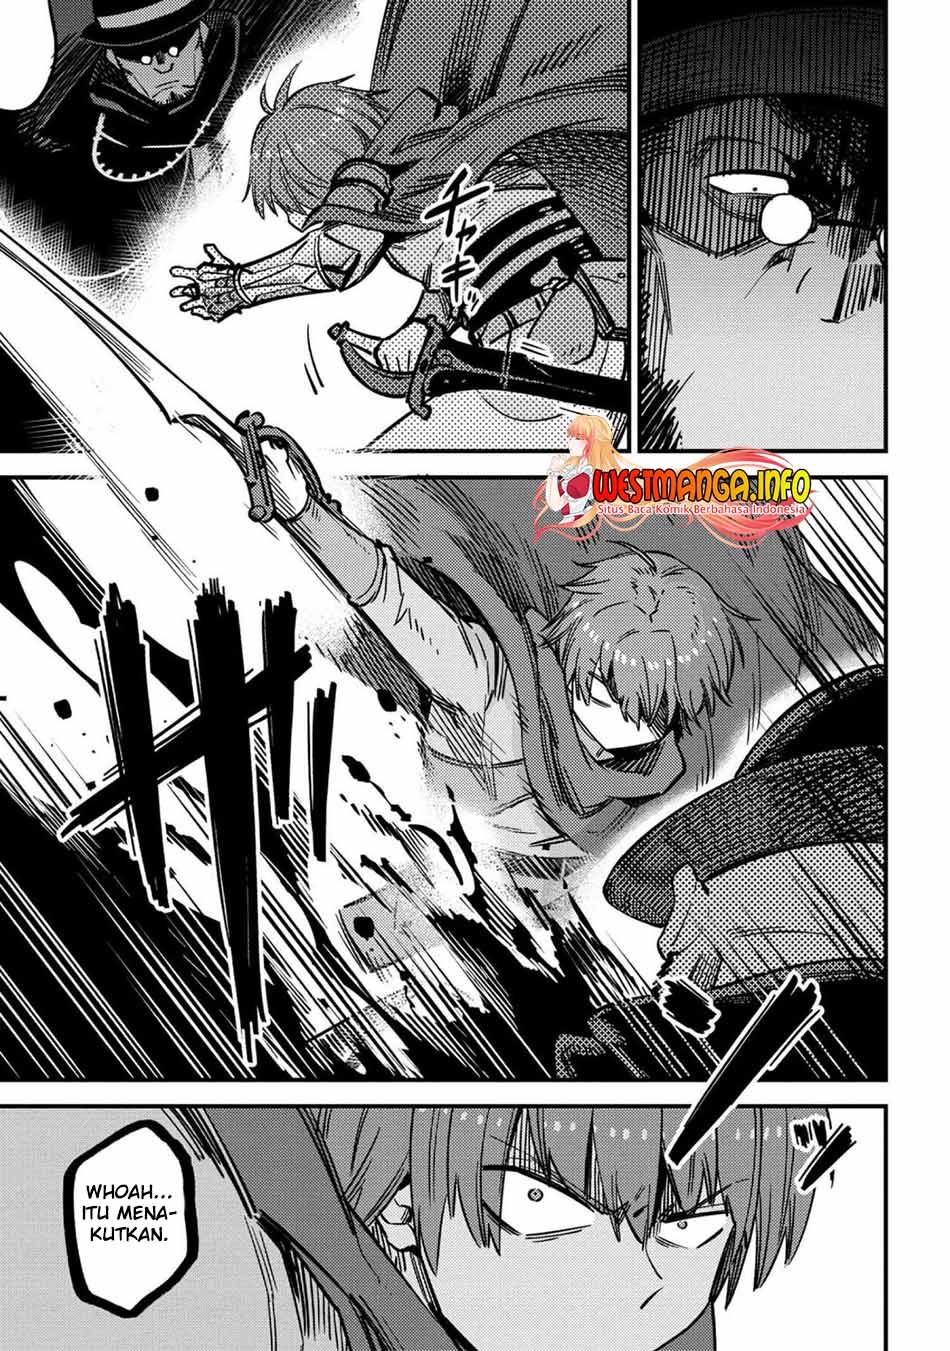 チャキッ
WESTMANGA.INFO
Situs Baca Komik Berbahasa Indonesia
WHOAH...
ITU MENA-
KUTKAN.